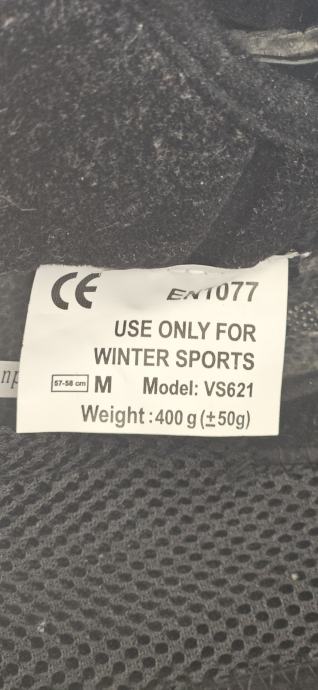 CE EN1077
USE ONLY FOR
WINTER SPORTS
57-58 cm M Model: VS621
Weight:400 g(±50g)